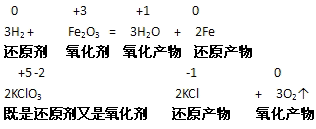 0 +3 +1 0
3H₂ + Fe₂O₃ = 3H₂O + 2Fe
还原剂 氧化剂 氧化产物 还原产物
+5 -2 -1 0
2KClO₃ 2KCl + 3O₂↑
既是还原剂又是氧化剂 还原产物 氧化产物